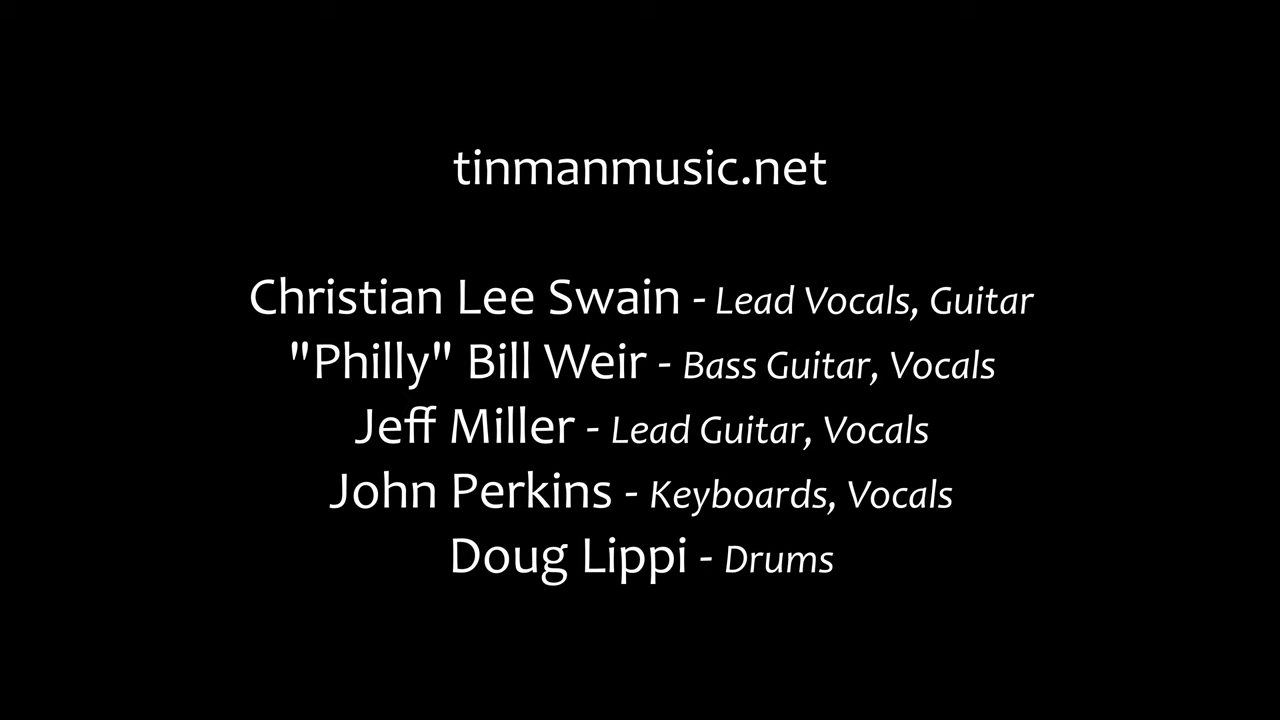 tinmanmusic.net
Christian Lee Swain - Lead Vocals, Guitar
"Philly" Bill Weir - Bass Guitar, Vocals
Jeff Miller - Lead Guitar, Vocals
John Perkins - Keyboards, Vocals
Doug Lippi - Drums